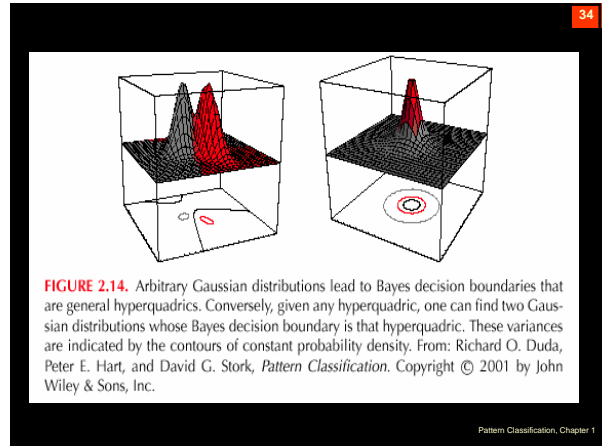 34
FIGURE 2.14. Arbitrary Gaussian distributions lead to Bayes decision boundaries that
are general hyperquadrics. Conversely, given any hyperquadric, one can find two Gaus-
sian distributions whose Bayes decision boundary is that hyperquadric. These variances
are indicated by the contours of constant probability density. From: Richard O. Duda,
Peter E. Hart, and David G. Stork, Pattern Classification. Copyright © 2001 by John
Wiley & Sons, Inc.
Pattern Classification, Chapter 1